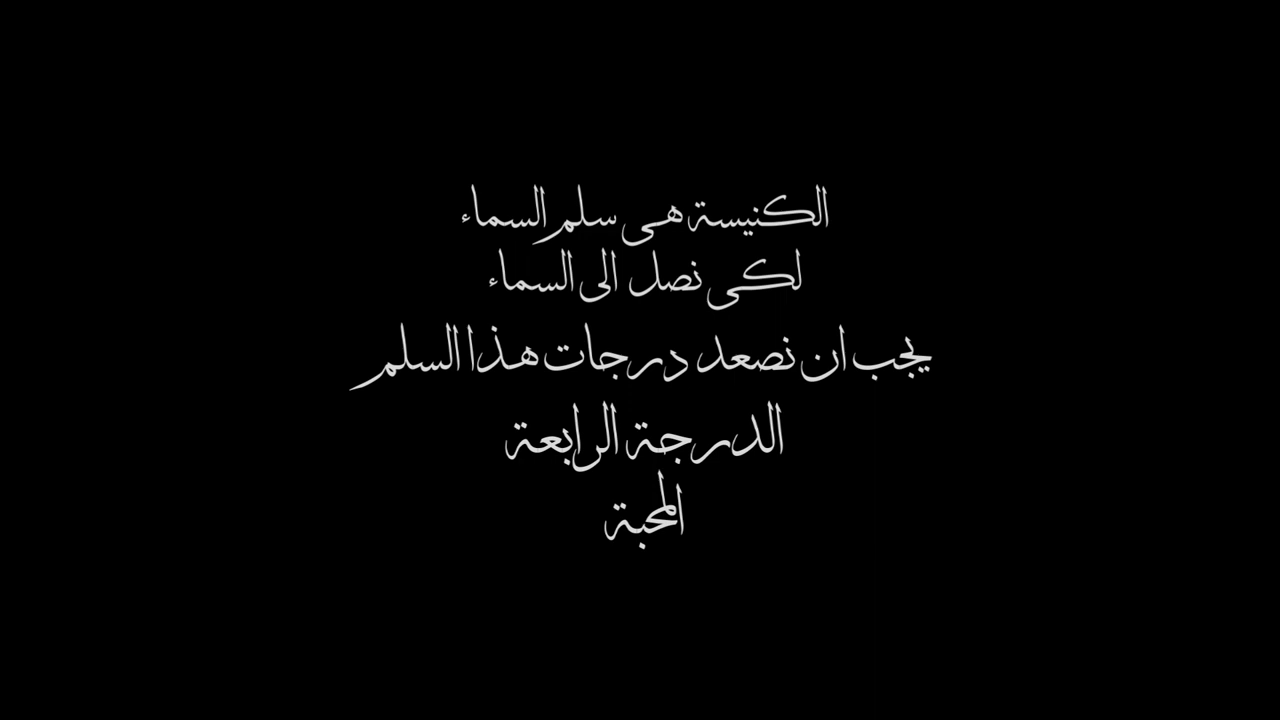 الكنيسة هى سلم السماء
لكى نصل الى السماء
يجب ان نصعد درجات هذا السلم
الدرجة الرابعة
المحبة